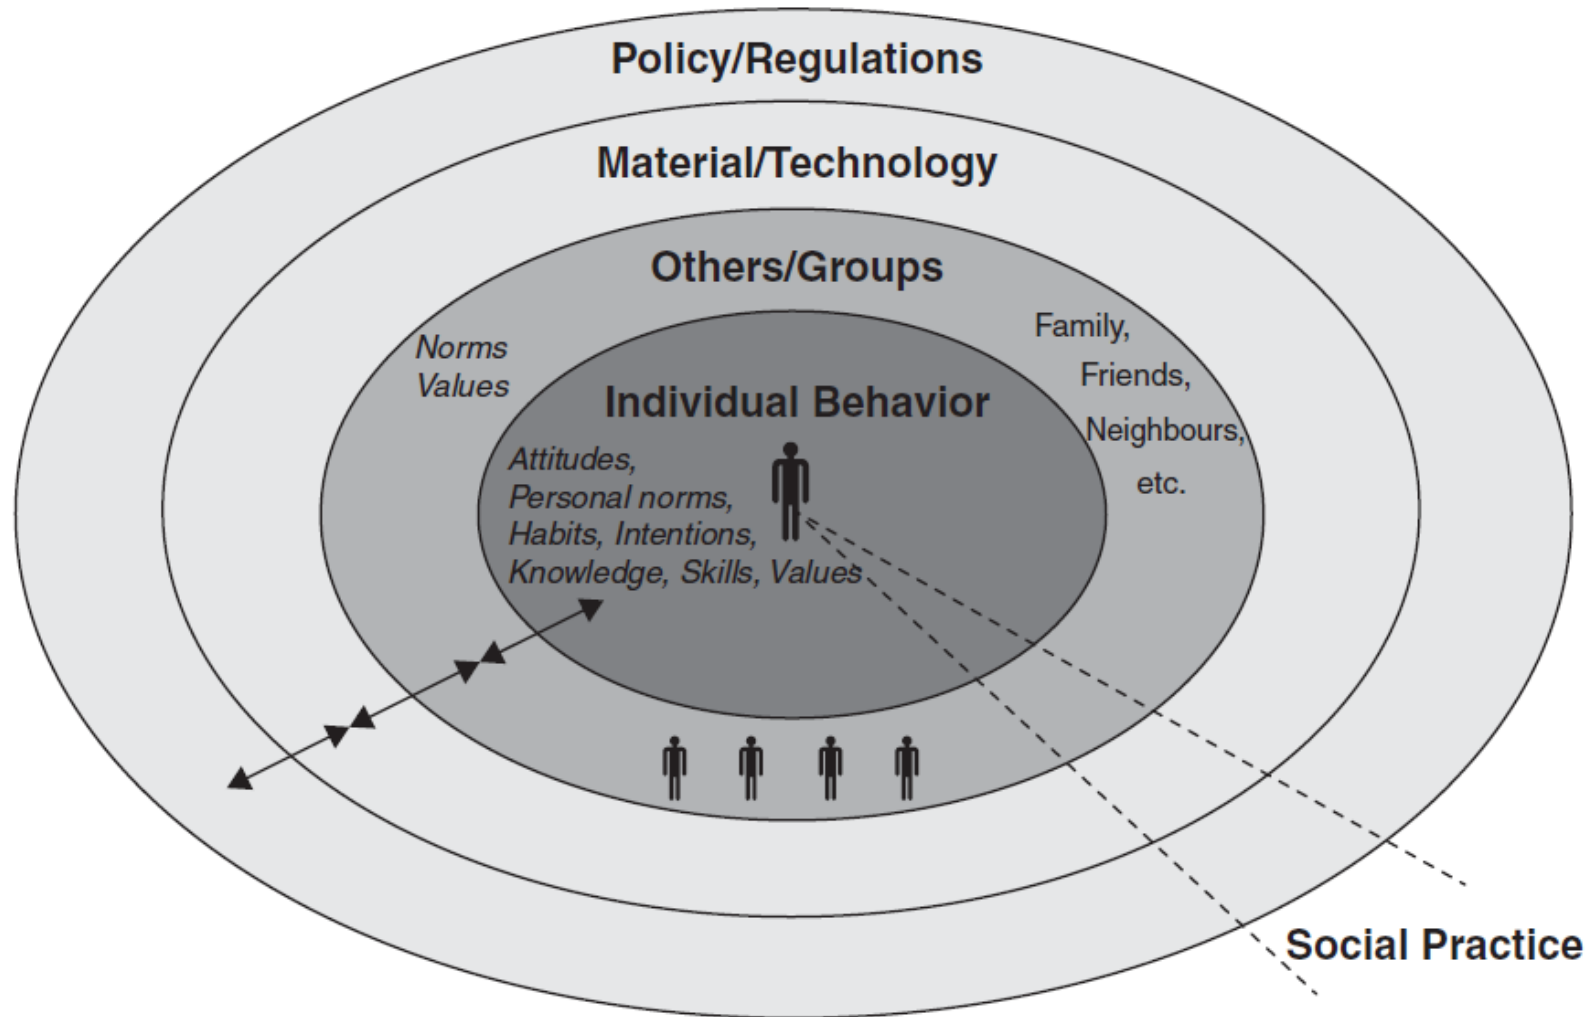 Policy/Regulations
Material/Technology
Others/Groups
Norms
Values
Family,
Friends,
Neighbours,
etc.
Individual Behavior
Attitudes,
Personal norms,
Habits, Intentions,
Knowledge, Skills, Values
Social Practice